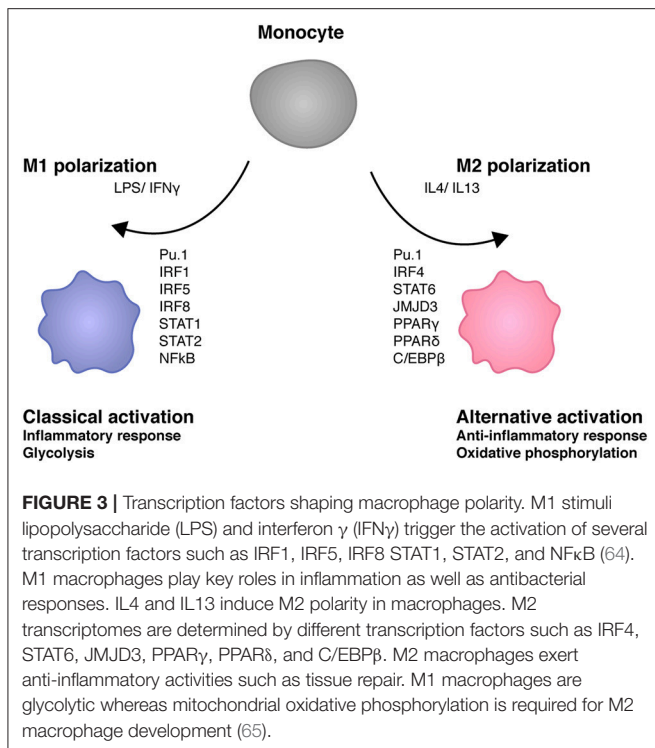 Monocyte
M1 polarization
LPS/ IFNγ
M2 polarization
IL4/ IL13
Pu.1
IRF1
IRF5
IRF8
STAT1
STAT2
NFkB
Pu.1
IRF4
STAT6
JMJD3
PPARγ
PPARδ
C/EBPβ
Classical activation
Inflammatory response
Glycolysis
Alternative activation
Anti-inflammatory response
Oxidative phosphorylation
FIGURE 3 | Transcription factors shaping macrophage polarity. M1 stimuli
lipopolysaccharide (LPS) and interferon γ (IFNγ) trigger the activation of several
transcription factors such as IRF1, IRF5, IRF8 STAT1, STAT2, and NFκB (64).
M1 macrophages play key roles in inflammation as well as antibacterial
responses. IL4 and IL13 induce M2 polarity in macrophages. M2
transcriptomes are determined by different transcription factors such as IRF4,
STAT6, JMJD3, PPARγ, PPARδ, and C/EBPβ. M2 macrophages exert
anti-inflammatory activities such as tissue repair. M1 macrophages are
glycolytic whereas mitochondrial oxidative phosphorylation is required for M2
macrophage development (65).